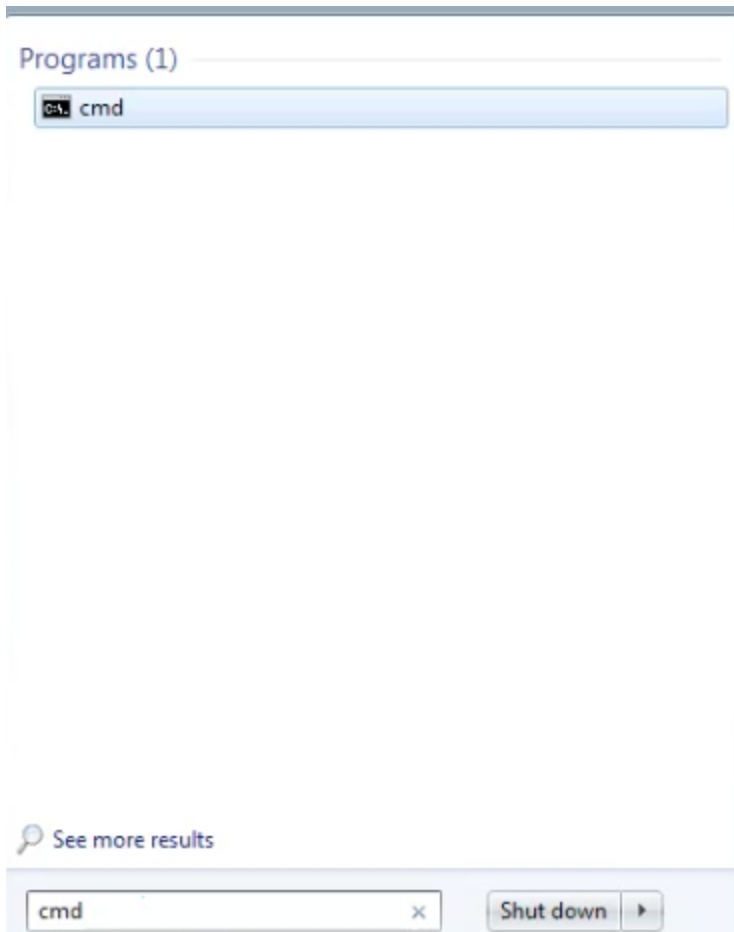 Programs (1)
C:\.
cmd
See more results
cmd
Shut down